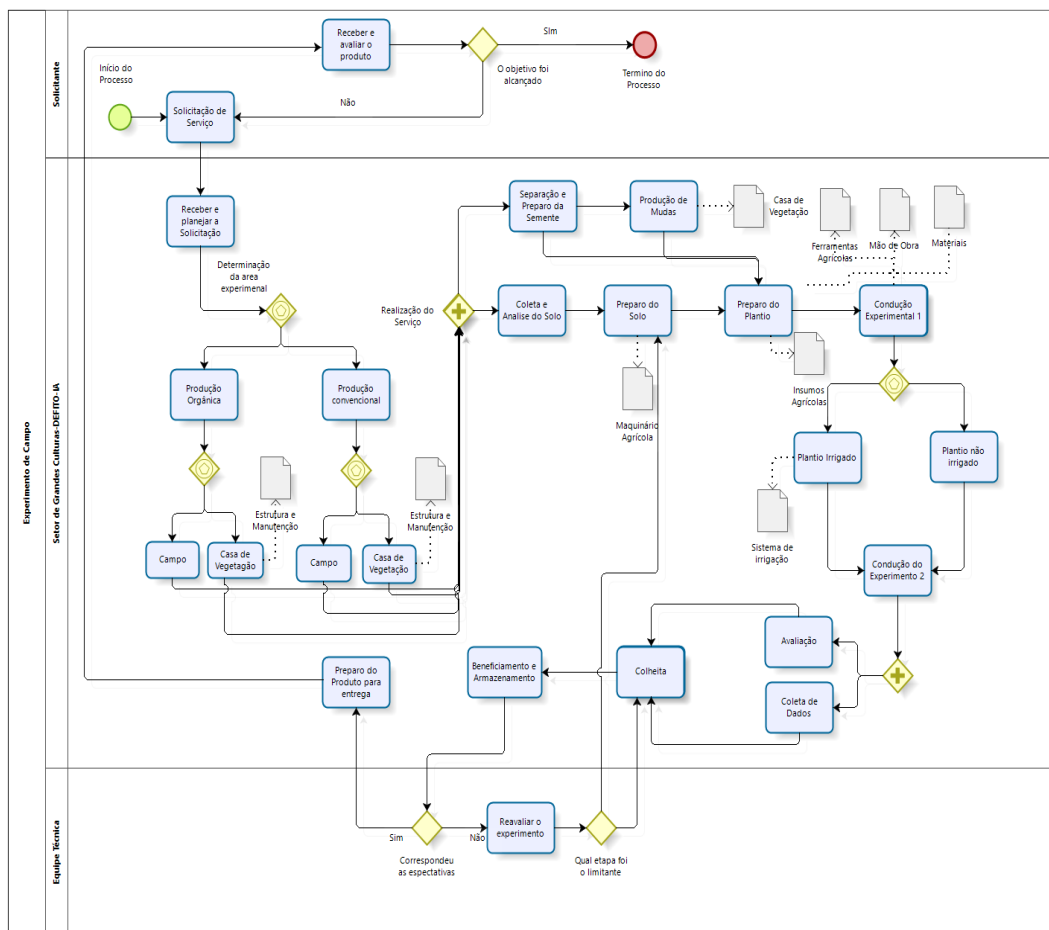 Experimento de Campo
Solicitante
Início do
Processo
Receber e
avaliar o
produto
SIm
O objetivo foi
alcançado
Termino do
Processo
Não
Solicitação de
Serviço
Setor de Grandes Culturas-DEFITO-IA
Receber e
planejar a
Solicitação
Determinação
da area
experimenal
Produção
Orgânica
Produção
convencional
Estrutura e
Manutenção
Estrutura e
Manutenção
Campo
Casa de
Vegetagão
Campo
Casa de
Vegetação
Realização do
Serviço
Separação e
Preparo da
Semente
Produção de
Mudas
Casa de
Vegetação
Ferramentas
Agrícolas
Mão de Obra
Materiais
Coleta e
Analise do Solo
Preparo do
Solo
Preparo do
Plantio
Condução
Experimental 1
Maquinário
Agrícola
Insumos
Agrícolas
Plantio Irrigado
Plantio não
irrigado
Sistema de
irrigação
Condução do
Experimento 2
Avaliação
Coleta de
Dados
Colheita
Beneficiamento e
Armazenamento
Preparo do
Produto para
entrega
Equipe Técnica
Sim
Correspondeu
as espectativas
Não
Reavaliar o
experimento
Qual etapa foi
o limitante